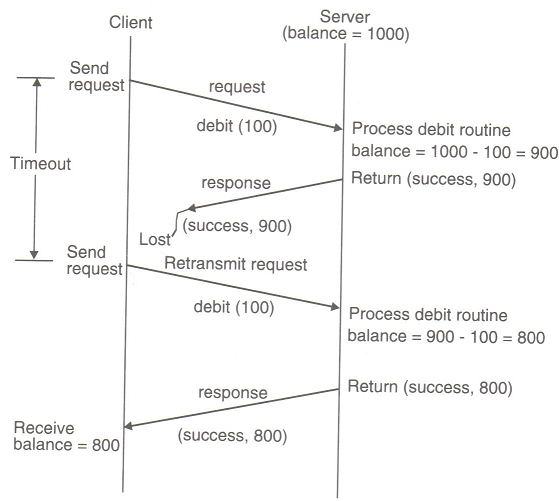 Client
Server
(balance = 1000)
Send
request
request
debit (100)
Process debit routine
balance = 1000 - 100 = 900
Timeout
Return (success, 900)
response
(success, 900)
Lost
Send
request
Retransmit request
debit (100)
Process debit routine
balance = 900 - 100 = 800
Return (success, 800)
response
(success, 800)
Receive
balance = 800